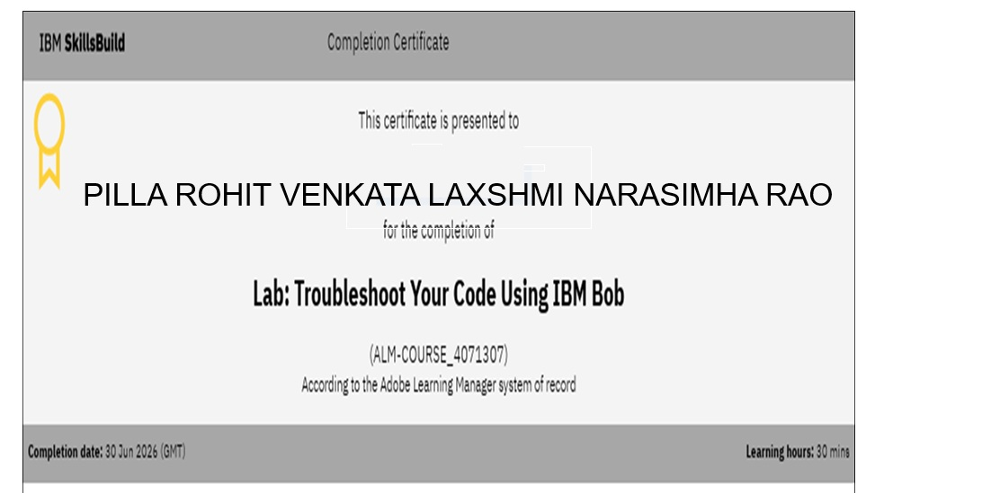 IBM SkillsBuild
Completion Certificate
This certificate is presented to
PILLA ROHIT VENKATA LAXSHMI NARASIMHA RAO
for the completion of
Lab: Troubleshoot Your Code Using IBM Bob
(ALM-COURSE_4071307)
According to the Adobe Learning Manager system of record
Completion date: 30 Jun 2026 (GMT)
Learning hours: 30 mins